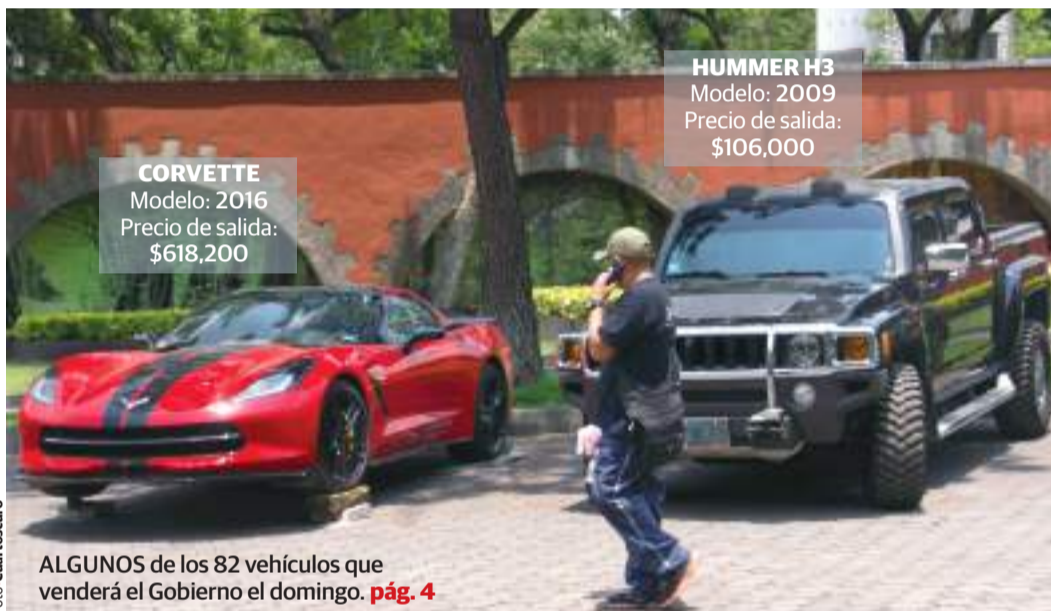 HUMMER H3
Modelo: 2009
Precio de salida:
$106,000
CORVETTE
Modelo: 2016
Precio de salida:
$618,200
Cuartoscuro
ALGUNOS de los 82 vehículos que
venderá el Gobierno el domingo. pág. 4